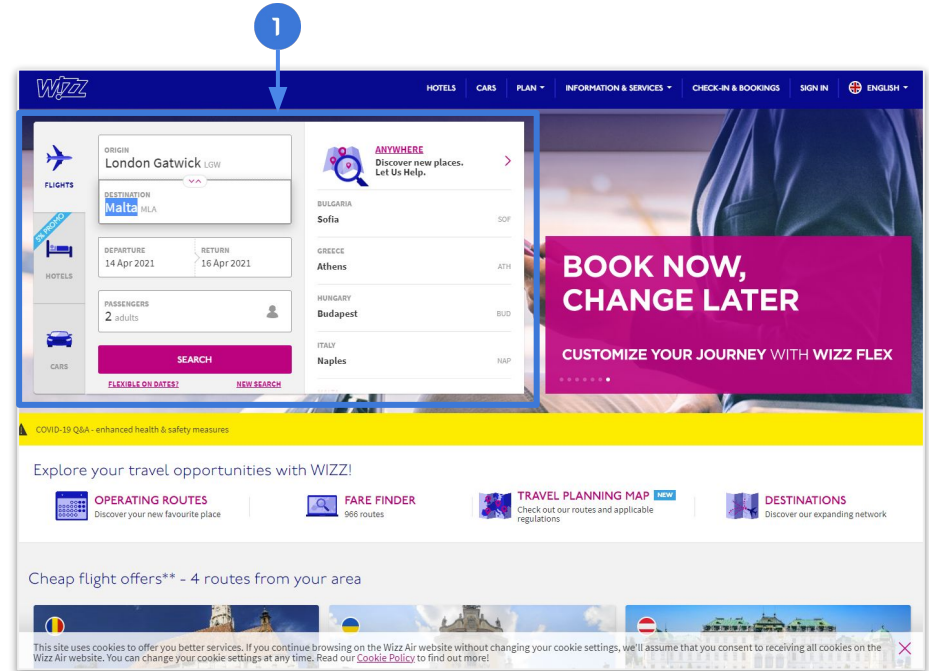 1
WIZZ
HOTELS CARS PLAN INFORMATION & SERVICES CHECK-IN & BOOKINGS SIGN IN ENGLISH
FLIGHTS
5% PROMO
HOTELS
CARS
ORIGIN
London Gatwick LGW
DESTINATION
Malta MLA
DEPARTURE RETURN
14 Apr 2021 16 Apr 2021
PASSENGERS
2 adults
SEARCH
FLEXIBLE ON DATES? NEW SEARCH
ANYWHERE
Discover new places.
Let Us Help.
BULGARIA
Sofia SOF
GREECE
Athens ATH
HUNGARY
Budapest BUD
ITALY
Naples NAP
BOOK NOW,
CHANGE LATER
CUSTOMIZE YOUR JOURNEY WITH WIZZ FLEX
COVID-19 Q&A - enhanced health & safety measures
Explore your travel opportunities with WIZZ!
OPERATING ROUTES
Discover your new favourite place
FARE FINDER
966 routes
TRAVEL PLANNING MAP NEW
Check out our routes and applicable
regulations
DESTINATIONS
Discover our expanding network
Cheap flight offers** - 4 routes from your area
This site uses cookies to offer you better services. If you continue browsing on the Wizz Air website without changing your cookie settings, we'll assume that you consent to receiving all cookies on the
Wizz Air website. You can change your cookie settings at any time. Read our Cookie Policy to find out more!